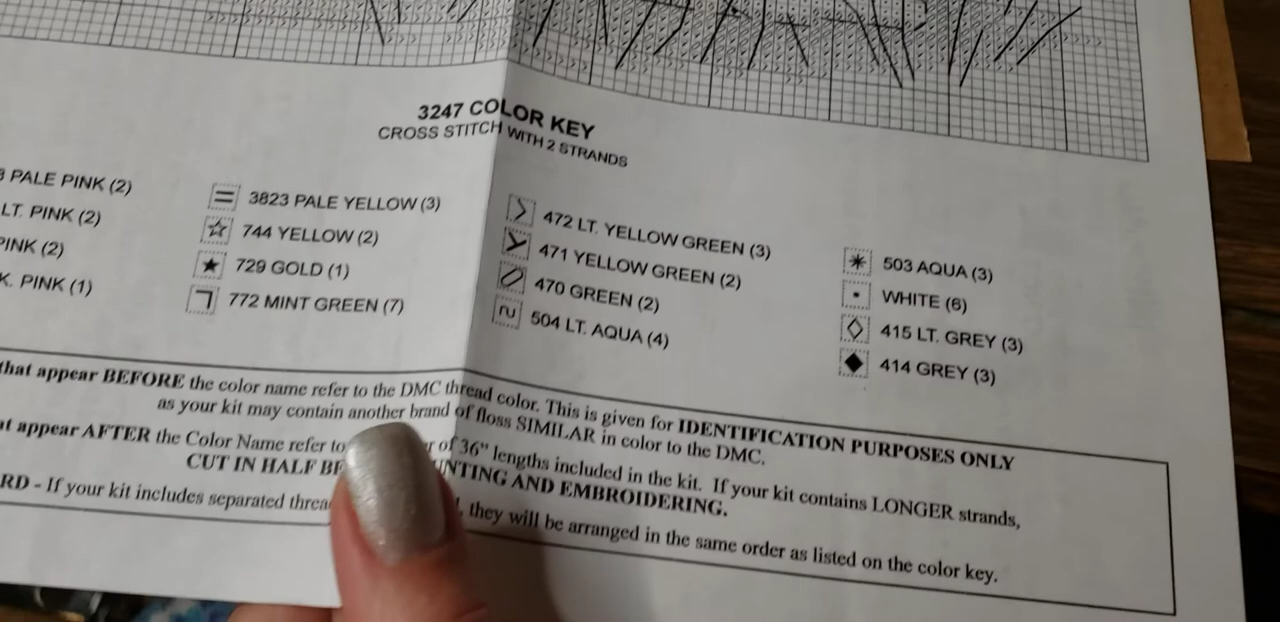 3247 COLOR KEY
CROSS STITCH WITH 2 STRANDS
PALE PINK (2)
LT. PINK (2)
PINK (2)
PINK (1)
3823 PALE YELLOW (3)
744 YELLOW (2)
729 GOLD (1)
772 MINT GREEN (7)
472 LT. YELLOW GREEN (3)
471 YELLOW GREEN (2)
470 GREEN (2)
504 LT. AQUA (4)
503 AQUA (3)
WHITE (6)
415 LT. GREY (3)
414 GREY (3)
that appear BEFORE the color name refer to the DMC thread color. This is given for IDENTIFICATION PURPOSES ONLY
as your kit may contain another brand of floss SIMILAR in color to the DMC.
appear AFTER the Color Name refer to of 36" lengths included in the kit. If your kit contains LONGER strands,
CUT IN HALF AND EMBROIDERING.
- If your kit includes separated they will be arranged in the same order as listed on the color key.